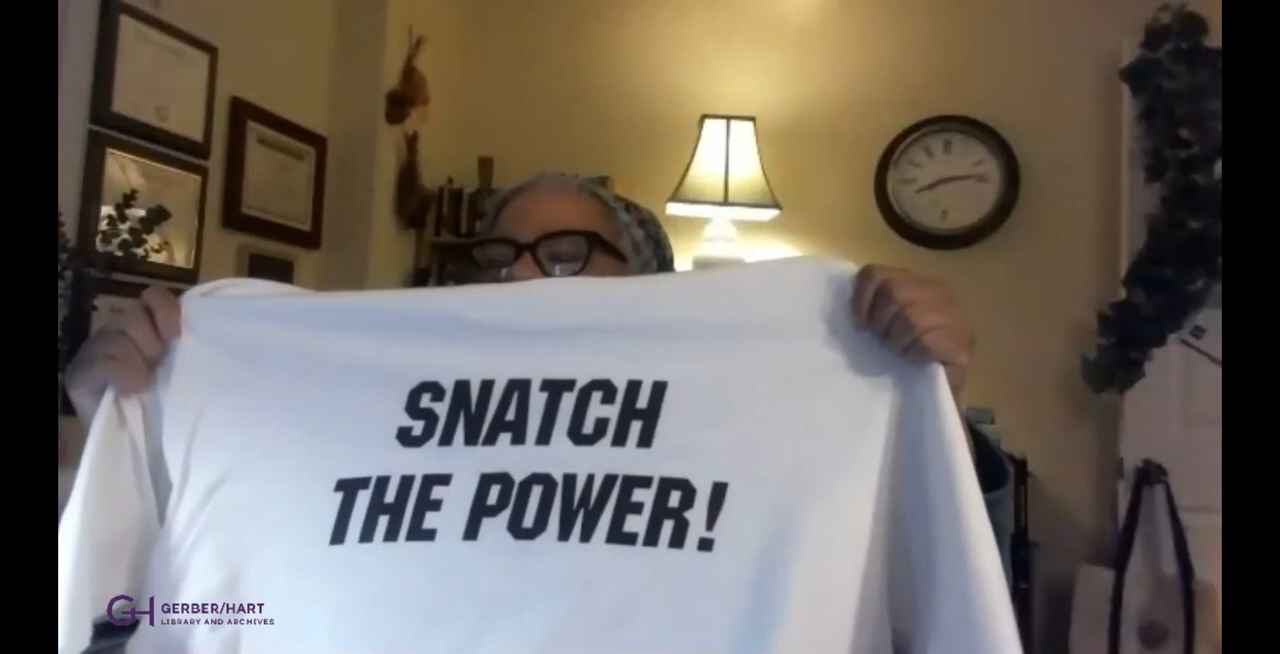 SNATCH
THE POWER!
GERBER/HART
LIBRARY AND ARCHIVES